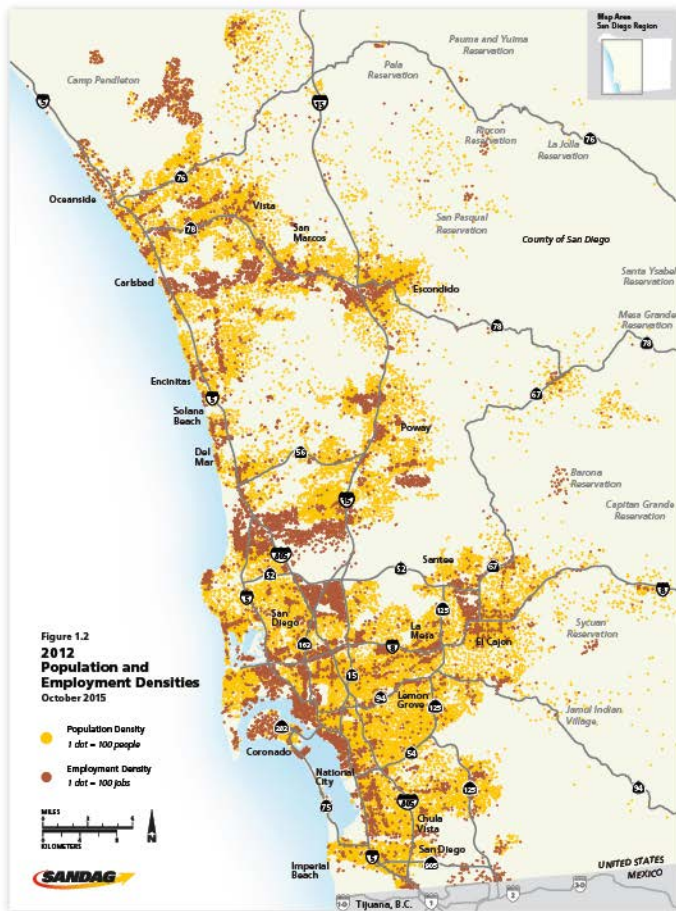 Map Area
San Diego Region
Pauma and Yuima
Reservation
Pala
Reservation
Camp Pendleton
5
15
76
Rincon
Reservation
La Jolla
Reservation
76
Oceanside
Vista
78
San
Marcos
San Pasqual
Reservation
County of San Diego
Santa Ysabel
Reservation
Carlsbad
Escondido
Mesa Grande
Reservation
78
78
Encinitas
67
5
Solana
Beach
Poway
Del
Mar
56
Barona
Reservation
15
Capitan Grande
Reservation
805
Santee
52
52
67
8
5
125
San
Diego
La
Mesa
El Cajon
Sycuan
Reservation
Figure 1.2
2012
Population and
Employment Densities
October 2015
163
8
15
94
Lemon
Grove
125
Jamul Indian
Village
Population Density
1 dot = 100 people
282
Coronado
54
Employment Density
1 dot = 100 jobs
National
City
75
805
125
94
MILES
Chula
Vista
KILOMETERS
N
San Diego
5
905
UNITED STATES
MEXICO
SANDAG
Imperial
Beach
Tijuana, B.C.
1-D
1
2